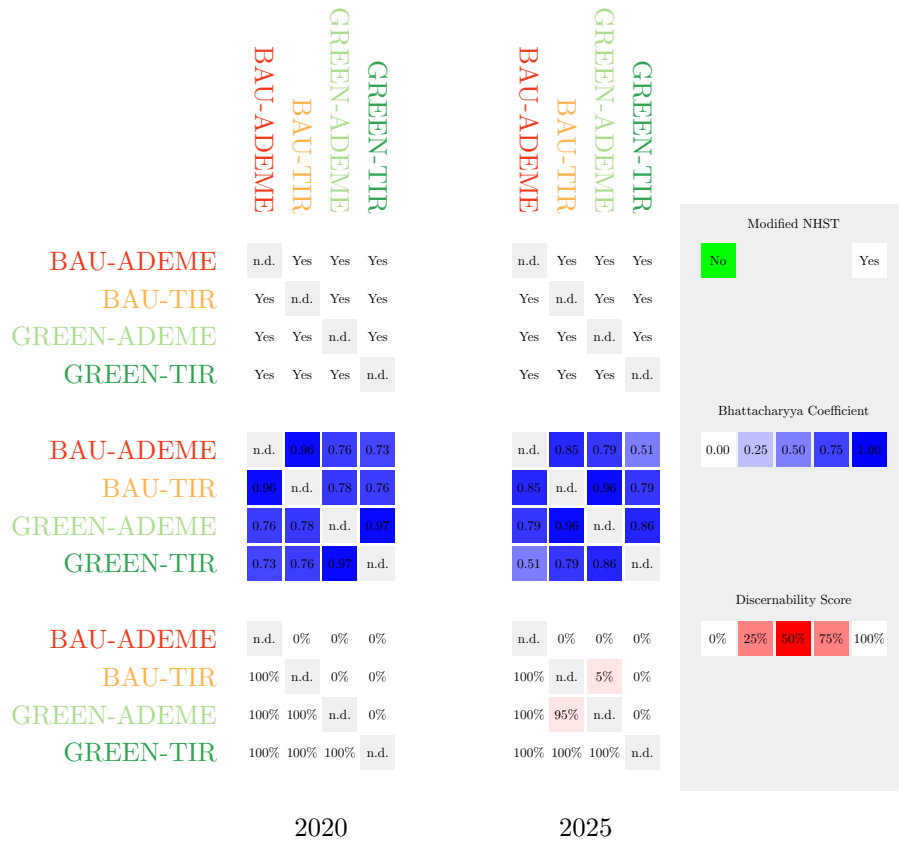 BAU-ADEME BAU-TIR GREEN-ADEME GREEN-TIR BAU-ADEME BAU-TIR GREEN-ADEME GREEN-TIR
Modified NHST
BAU-ADEME n.d. Yes Yes Yes n.d. Yes Yes Yes No Yes
BAU-TIR Yes n.d. Yes Yes Yes n.d. Yes Yes
GREEN-ADEME Yes Yes n.d. Yes Yes Yes n.d. Yes
GREEN-TIR Yes Yes Yes n.d. Yes Yes Yes n.d.
Bhattacharyya Coefficient
BAU-ADEME n.d. 0.96 0.76 0.73 n.d. 0.85 0.79 0.51 0.00 0.25 0.50 0.75 1.00
BAU-TIR 0.96 n.d. 0.78 0.76 0.85 n.d. 0.96 0.79
GREEN-ADEME 0.76 0.78 n.d. 0.97 0.79 0.96 n.d. 0.86
GREEN-TIR 0.73 0.76 0.97 n.d. 0.51 0.79 0.86 n.d.
Discernability Score
BAU-ADEME n.d. 0% 0% 0% n.d. 0% 0% 0% 0% 25% 50% 75% 100%
BAU-TIR 100% n.d. 0% 0% 100% n.d. 5% 0%
GREEN-ADEME 100% 100% n.d. 0% 100% 95% n.d. 0%
GREEN-TIR 100% 100% 100% n.d. 100% 100% 100% n.d.
2020 2025